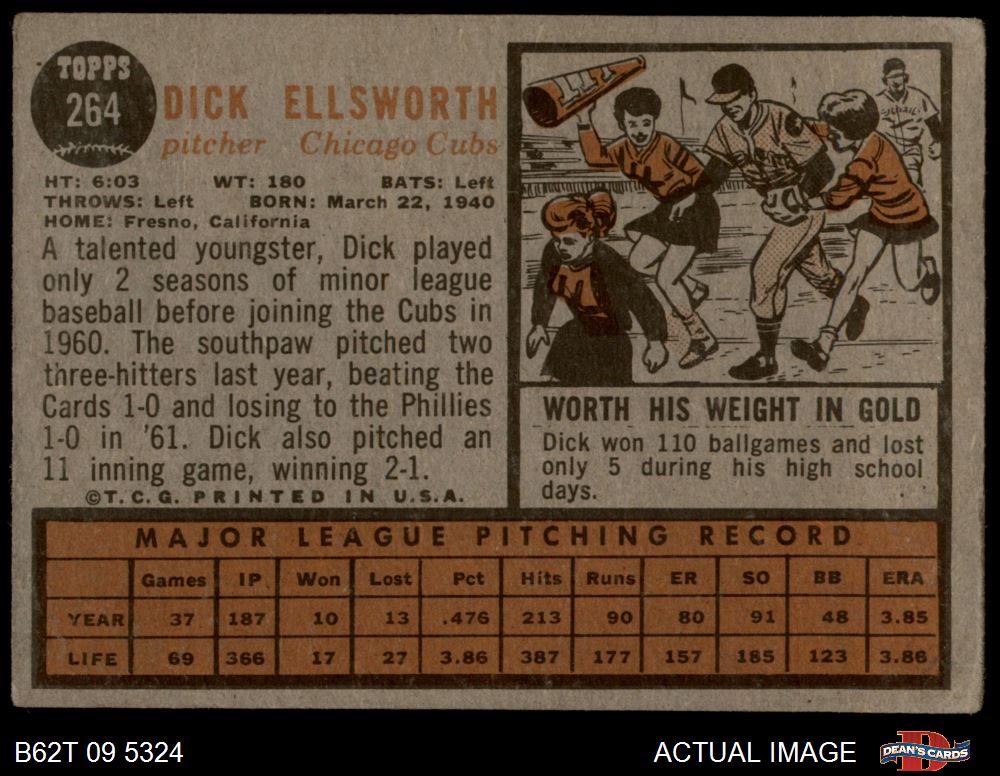 TOPPS
264
DICK ELLSWORTH
pitcher Chicago Cubs
HT: 6:03 WT: 180 BATS: Left
THROWS: Left BORN: March 22, 1940
HOME: Fresno, California
A talented youngster, Dick played
only 2 seasons of minor league
baseball before joining the Cubs in
1960. The southpaw pitched two
three-hitters last year, beating the
Cards 1-0 and losing to the Phillies
1-0 in '61. Dick also pitched an
11 inning game, winning 2-1.
©T.C.G. PRINTED IN U.S.A.
WORTH HIS WEIGHT IN GOLD
Dick won 110 ballgames and lost
only 5 during his high school
days.
MAJOR LEAGUE PITCHING RECORD
Games IP Won Lost Pct Hits Runs ER SO BB ERA
YEAR 37 187 10 13 .476 213 90 80 91 48 3.85
LIFE 69 366 17 27 3.86 387 177 157 185 123 3.86
B62T 09 5324
ACTUAL IMAGE
DEAN'S CARDS